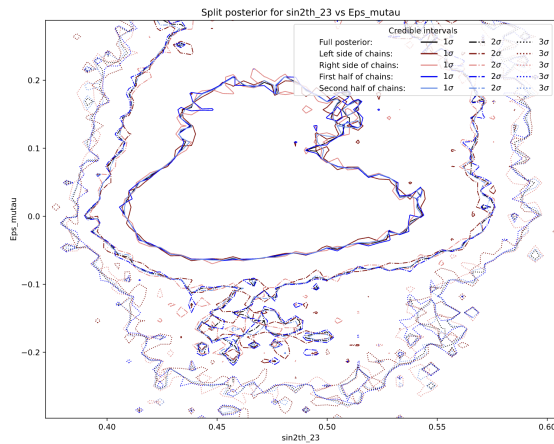 Split posterior for sin2th_23 vs Eps_mutau
Credible intervals
Full posterior: 1σ 2σ 3σ
Left side of chains: 1σ 2σ 3σ
Right side of chains: 1σ 2σ 3σ
First half of chains: 1σ 2σ 3σ
Second half of chains: 1σ 2σ 3σ
Eps_mutau
0.2
0.1
0.0
−0.1
−0.2
0.40 0.45 0.50 0.55 0.60
sin2th_23